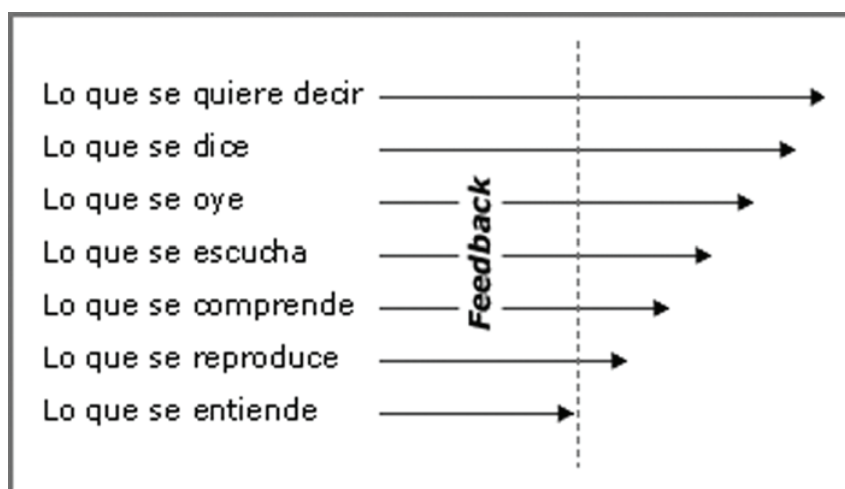 Lo que se quiere decir
Lo que se dice
Lo que se oye
Lo que se escucha
Lo que se comprende
Lo que se reproduce
Lo que se entiende
Feedback